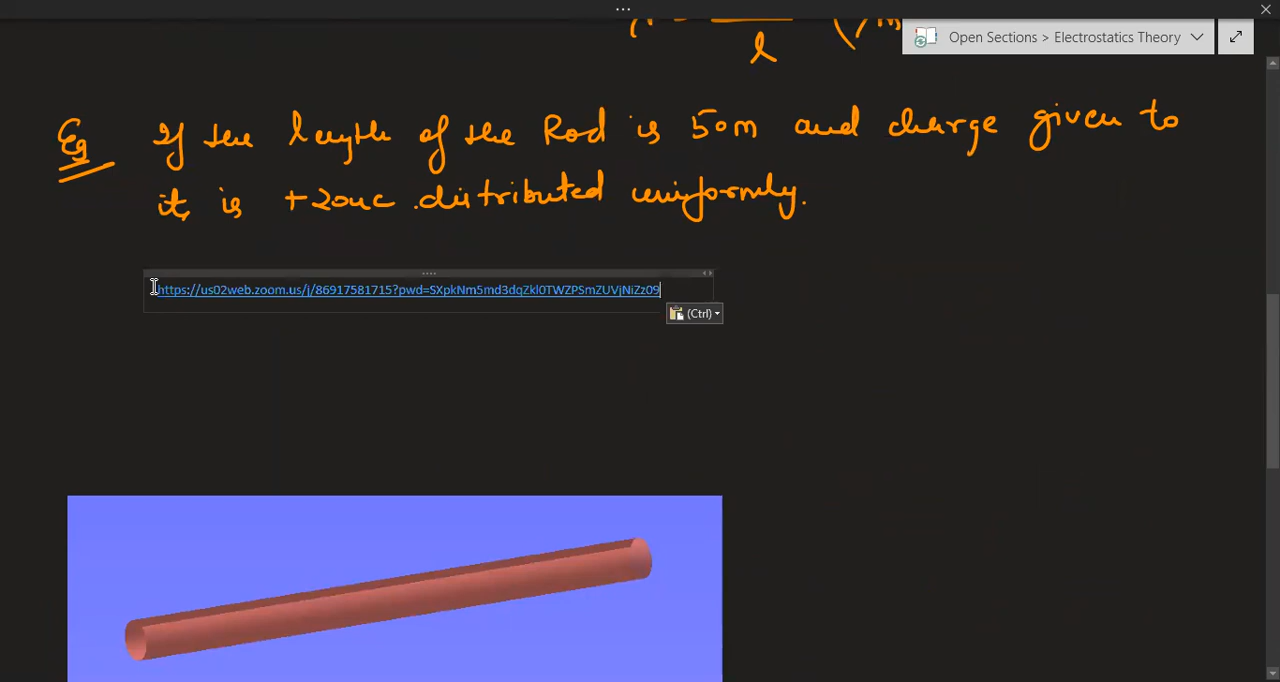 l
Open Sections > Electrostatics Theory
Eg If the length of the Rod is 50m and charge given to
it, is +20uc .distributed uniformly.
https://us02web.zoom.us/j/86917581715?pwd=SXpkNm5md3dqZkl0TWZPSmZUVjNiZz09
(Ctrl)